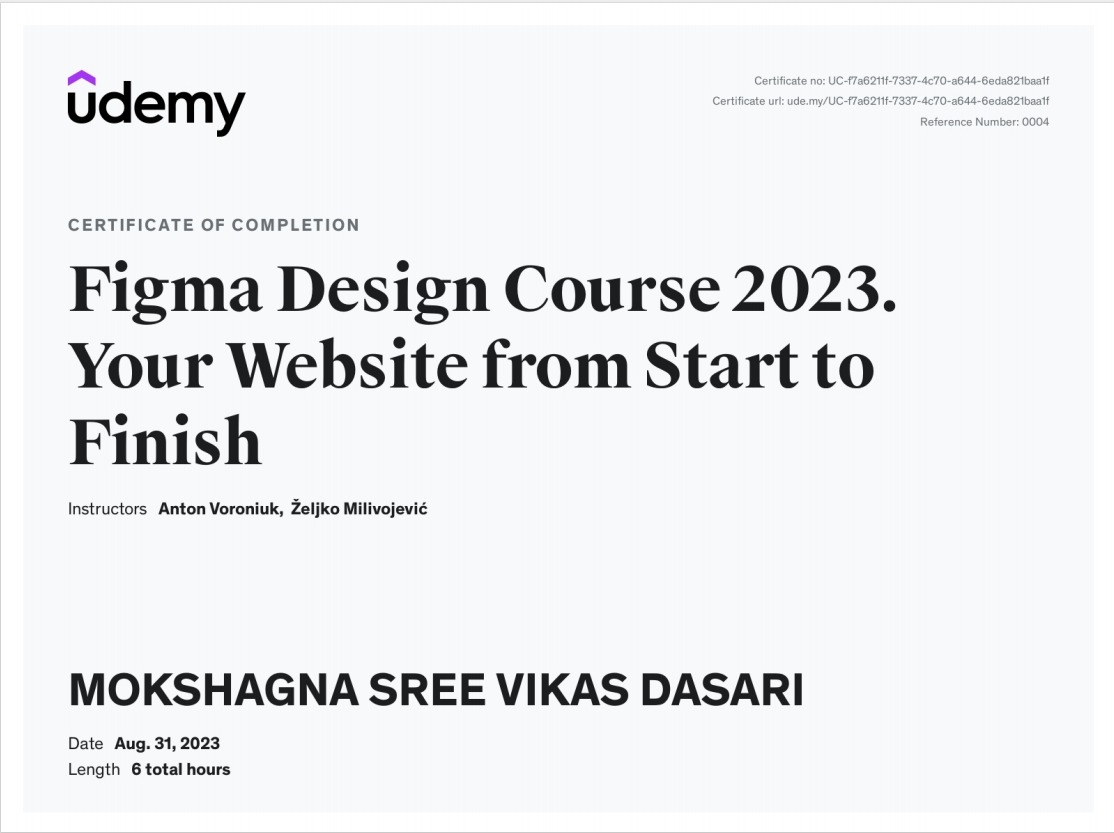 udemy
Certificate no: UC-f7a6211f-7337-4c70-a644-6eda821baa1f
Certificate url: ude.my/UC-f7a6211f-7337-4c70-a644-6eda821baa1f
Reference Number: 0004
CERTIFICATE OF COMPLETION
Figma Design Course 2023.
Your Website from Start to
Finish
Instructors Anton Voroniuk, Željko Milivojević
MOKSHAGNA SREE VIKAS DASARI
Date Aug. 31, 2023
Length 6 total hours